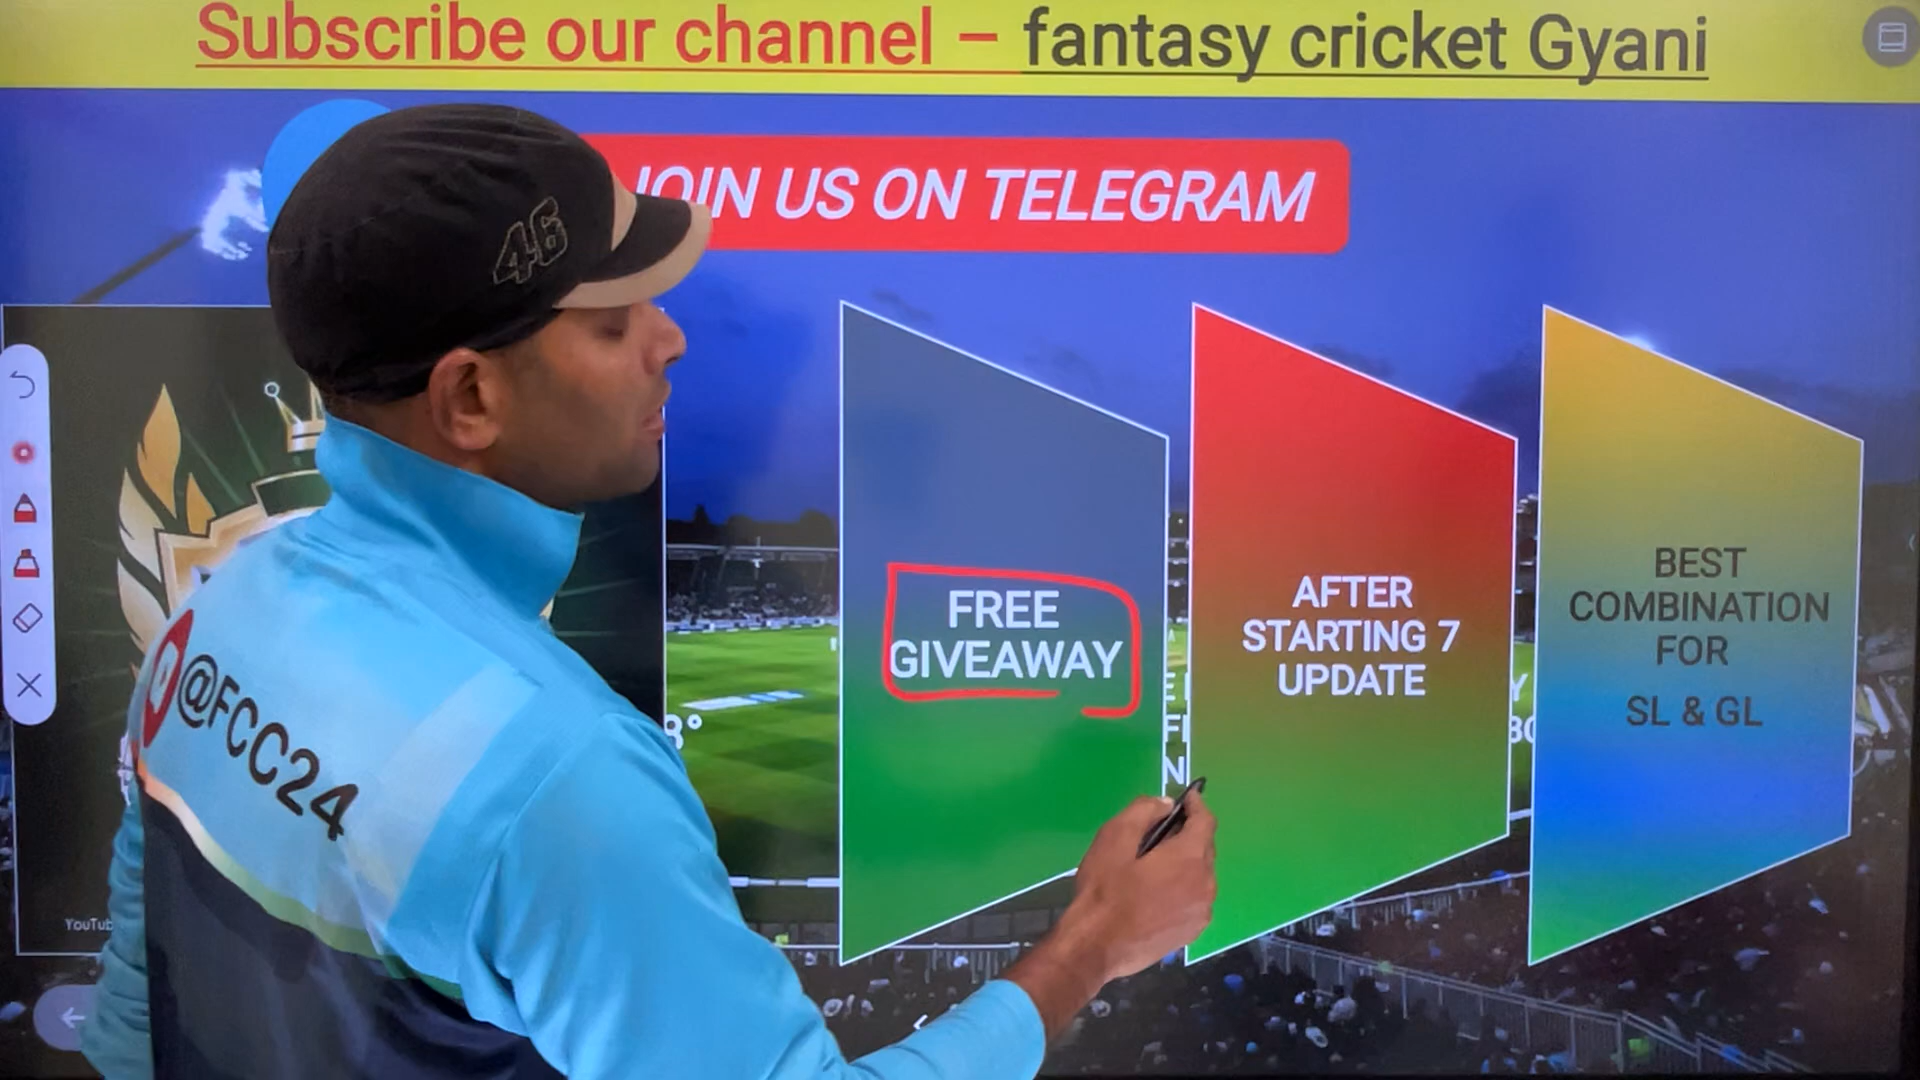 Subscribe our channel – fantasy cricket Gyani
JOIN US ON TELEGRAM
46
FREE
GIVEAWAY
AFTER
STARTING 7
UPDATE
BEST
COMBINATION
FOR
SL & GL
@FCC24